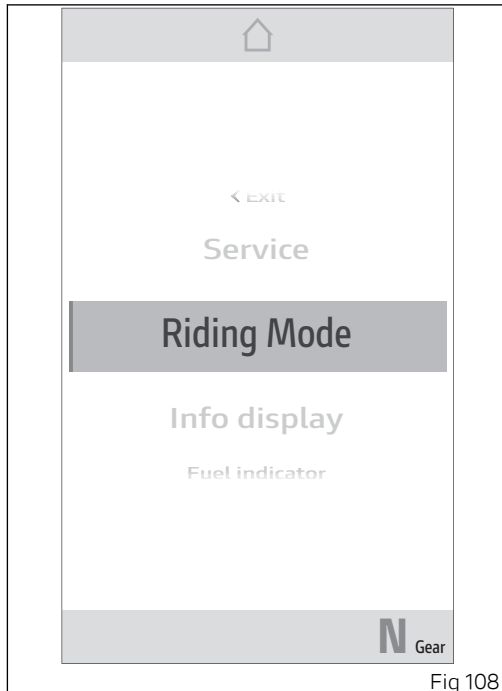 < Exit
Service
Riding Mode
Info display
Fuel indicator
N Gear
Fig 108